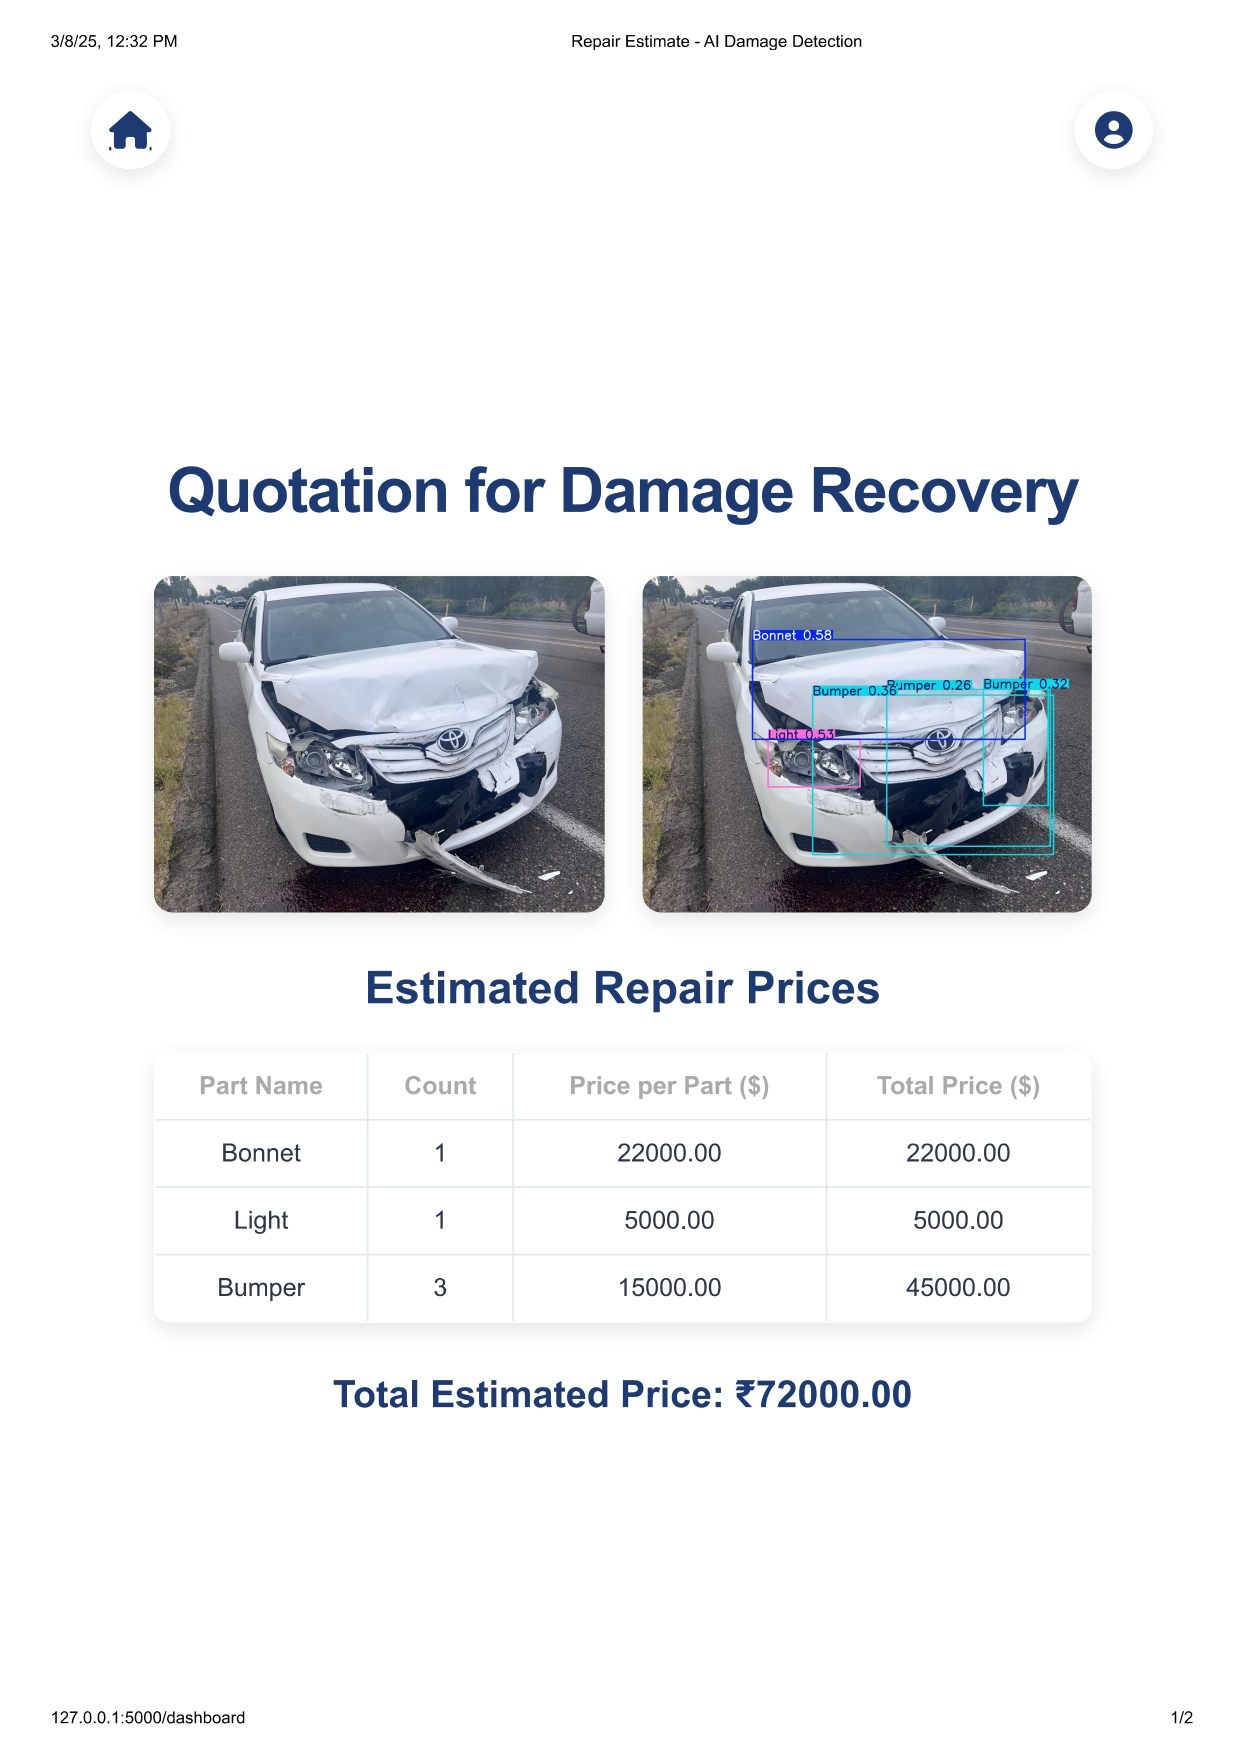 3/8/25, 12:32 PM Repair Estimate - AI Damage Detection
Quotation for Damage Recovery
Bonnet 0.58
Bumper 0.36 Bumper 0.26 Bumper 0.32
Light 0.53
Estimated Repair Prices
Part Name Count Price per Part ($) Total Price ($)
Bonnet 1 22000.00 22000.00
Light 1 5000.00 5000.00
Bumper 3 15000.00 45000.00
Total Estimated Price: ₹72000.00
127.0.0.1:5000/dashboard 1/2